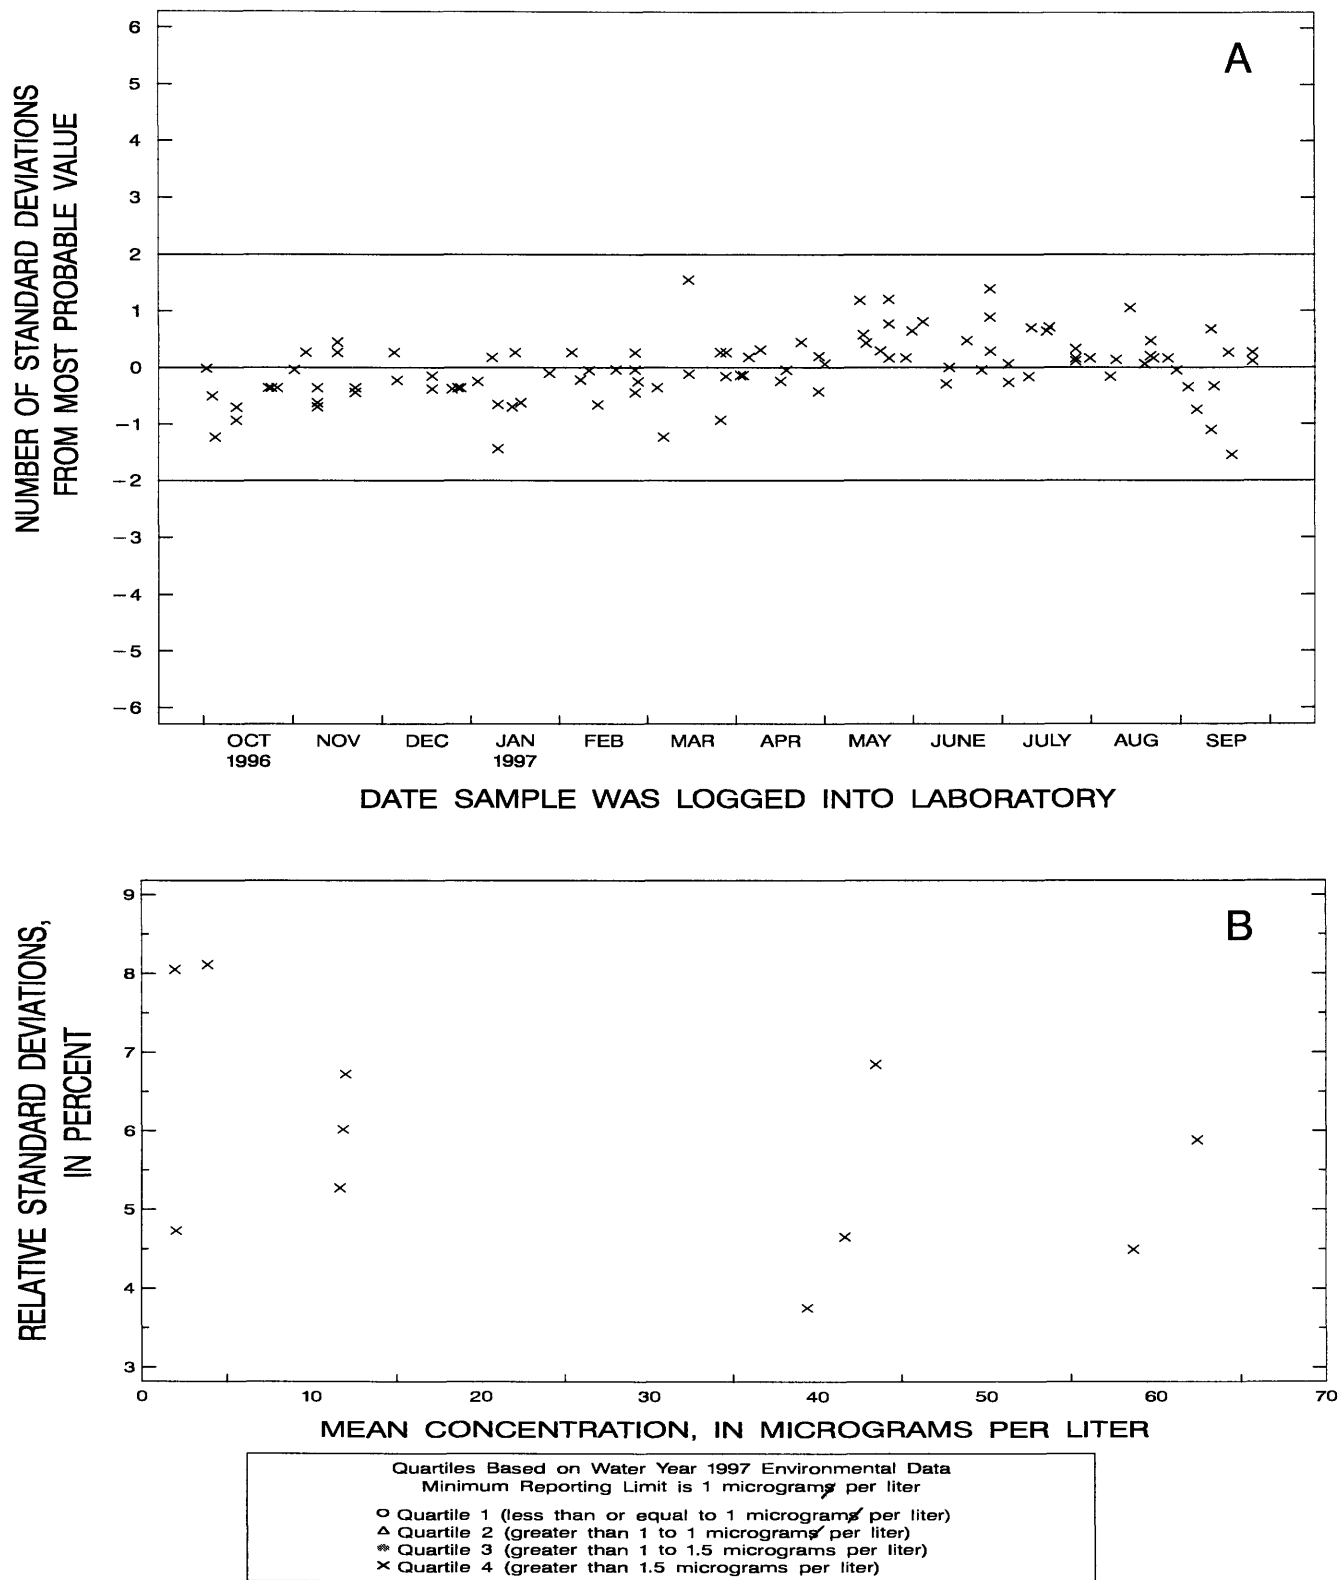 A
NUMBER OF STANDARD DEVIATIONS
FROM MOST PROBABLE VALUE
6
5
4
3
2
1
0
−1
−2
−3
−4
−5
−6
OCT NOV DEC JAN FEB MAR APR MAY JUNE JULY AUG SEP
1996 1997
DATE SAMPLE WAS LOGGED INTO LABORATORY
B
RELATIVE STANDARD DEVIATIONS,
IN PERCENT
9
8
7
6
5
4
3
0 10 20 30 40 50 60 70
MEAN CONCENTRATION, IN MICROGRAMS PER LITER
Quartiles Based on Water Year 1997 Environmental Data
Minimum Reporting Limit is 1 micrograms per liter
Quartile 1 (less than or equal to 1 micrograms per liter)
Quartile 2 (greater than 1 to 1 micrograms per liter)
Quartile 3 (greater than 1 to 1.5 micrograms per liter)
Quartile 4 (greater than 1.5 micrograms per liter)